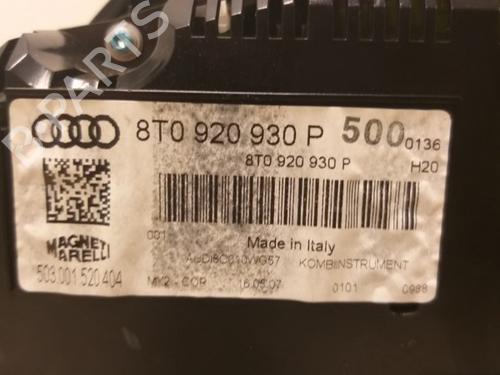 8T0 920 930 P 500 0136
8T0 920 930 P H20
001
Made in Italy
MAGNETI MARELLI
KOMBIINSTRUMENT
503.001.520.404
16.05.07 0101 0988